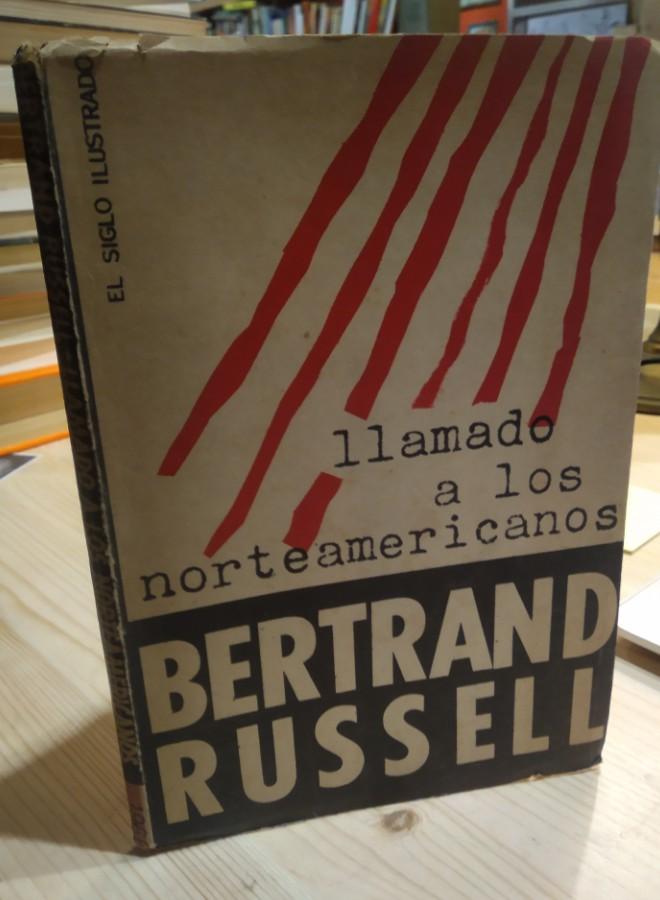 EL SIGLO ILUSTRADO
llamado
a los
norteamericanos
BERTRAND
RUSSELL